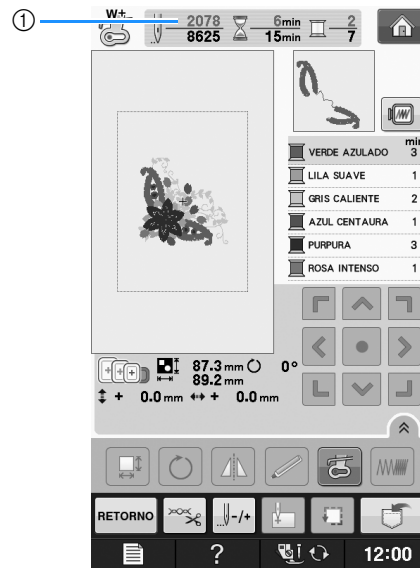 ①
W+
2078 6min 2
8625 15min 7
min
VERDE AZULADO 3
LILA SUAVE 1
GRIS CALIENTE 2
AZUL CENTAURA 1
PURPURA 3
ROSA INTENSO 1
87.3 mm 0°
89.2 mm
+ 0.0 mm + 0.0 mm
RETORNO -/+
? 12:00